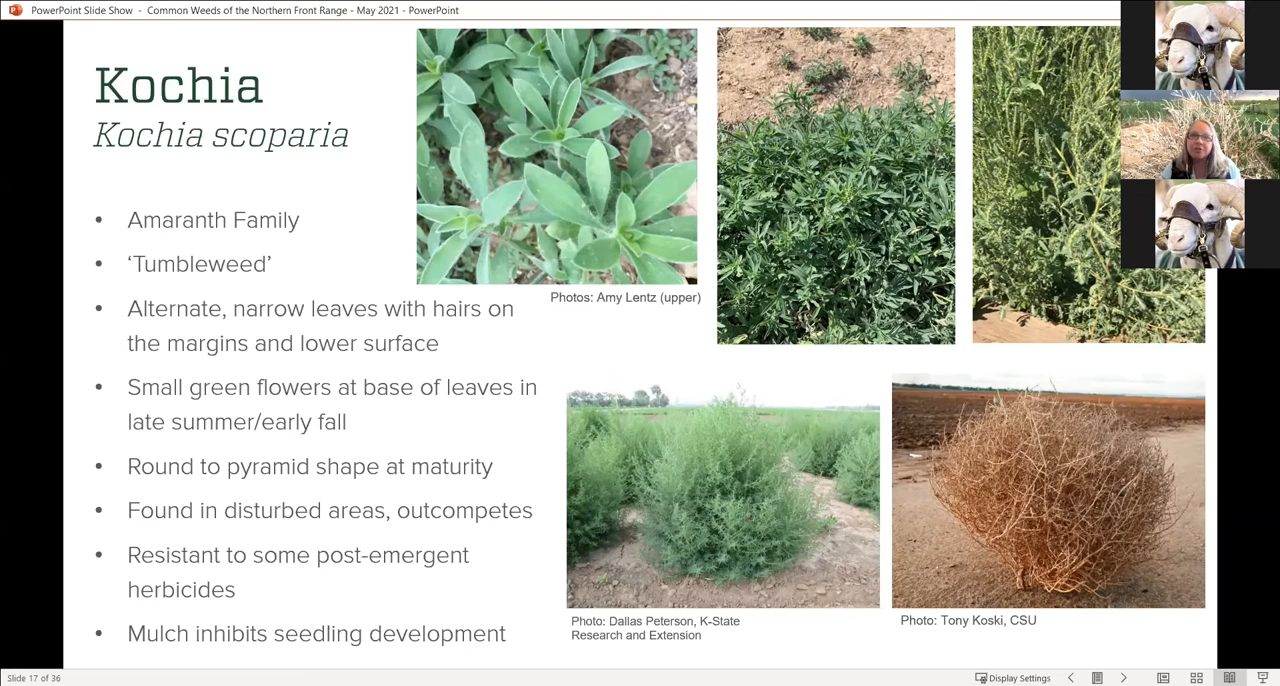 PowerPoint Slide Show - Common Weeds of the Northern Front Range - May 2021 - PowerPoint
Kochia
Kochia scoparia
• Amaranth Family
• ‘Tumbleweed’
• Alternate, narrow leaves with hairs on
the margins and lower surface
• Small green flowers at base of leaves in
late summer/early fall
• Round to pyramid shape at maturity
• Found in disturbed areas, outcompetes
• Resistant to some post-emergent
herbicides
• Mulch inhibits seedling development
Photos: Amy Lentz (upper)
Photo: Dallas Peterson, K-State
Research and Extension
Photo: Tony Koski, CSU
Slide 17 of 36
Display Settings